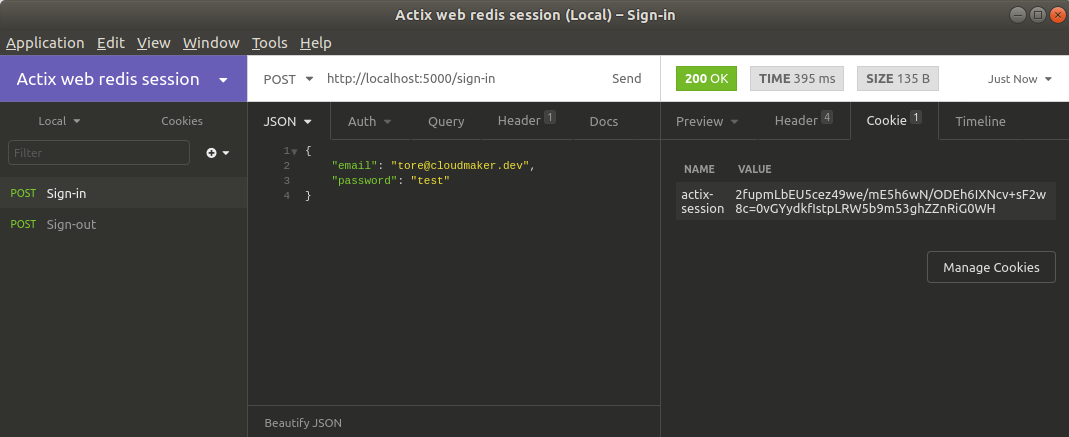 Actix web redis session (Local) – Sign-in
Application Edit View Window Tools Help
Actix web redis session
POST http://localhost:5000/sign-in Send
200 OK TIME 395 ms SIZE 135 B Just Now
Local Cookies
JSON Auth Query Header 1 Docs
Preview Header 4 Cookie 1 Timeline
Filter
POST Sign-in
POST Sign-out
1 {
2 "email": "tore@cloudmaker.dev",
3 "password": "test"
4 }
NAME VALUE
actix-session
2fupmLbEU5cez49we/mE5h6wN/ODEh6IXNcv+sF2w
8c=0vGYydkfIstpLRW5b9m53ghZZnRiG0WH
Manage Cookies
Beautify JSON